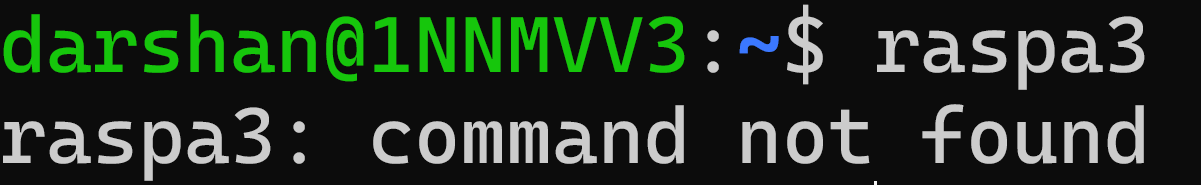 darshan@1NNMVV3:~$ raspa3
raspa3: command not found